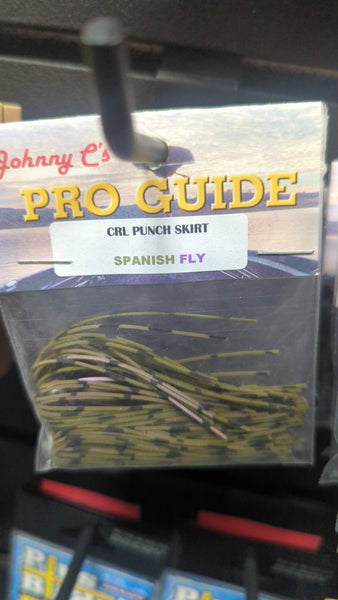 Johnny C's
PRO GUIDE
CRL PUNCH SKIRT
SPANISH FLY